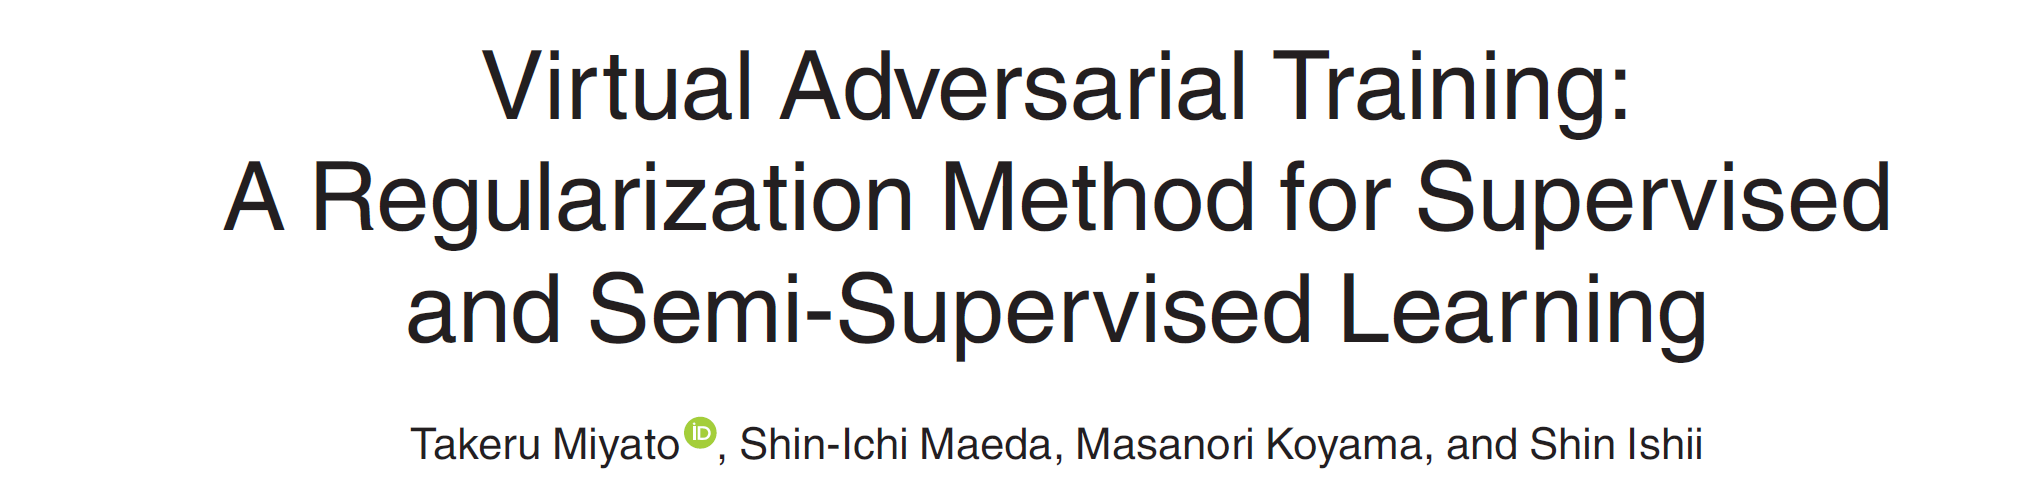 Virtual Adversarial Training:
A Regularization Method for Supervised
and Semi-Supervised Learning
Takeru Miyato iD, Shin-Ichi Maeda, Masanori Koyama, and Shin Ishii